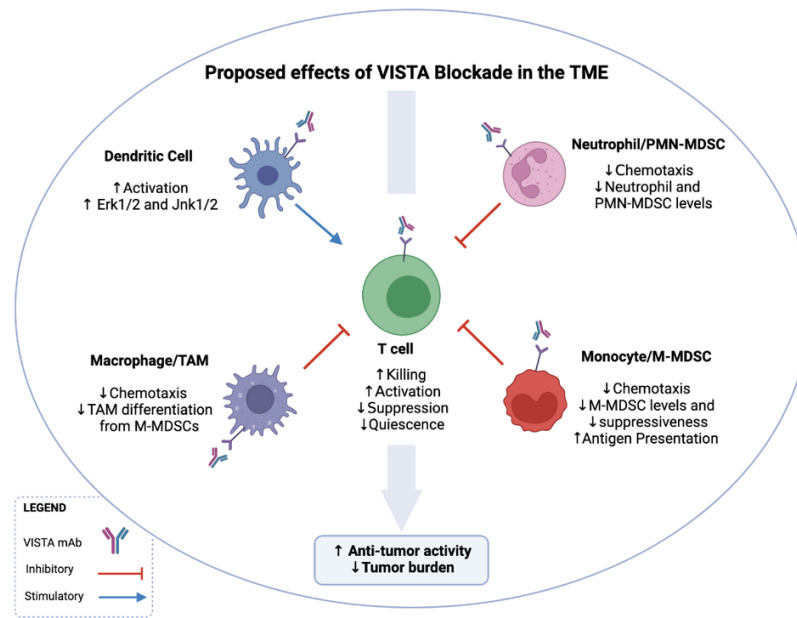 Proposed effects of VISTA Blockade in the TME
Dendritic Cell
↑Activation
↑ Erk1/2 and Jnk1/2
Neutrophil/PMN-MDSC
↓Chemotaxis
↓Neutrophil and
PMN-MDSC levels
Macrophage/TAM
↓Chemotaxis
↓TAM differentiation
from M-MDSCs
T cell
↑Killing
↑Activation
↓Suppression
↓Quiescence
Monocyte/M-MDSC
↓Chemotaxis
↓M-MDSC levels and
↓suppressiveness
↑Antigen Presentation
LEGEND
VISTA mAb
Inhibitory
Stimulatory
↑ Anti-tumor activity
↓Tumor burden